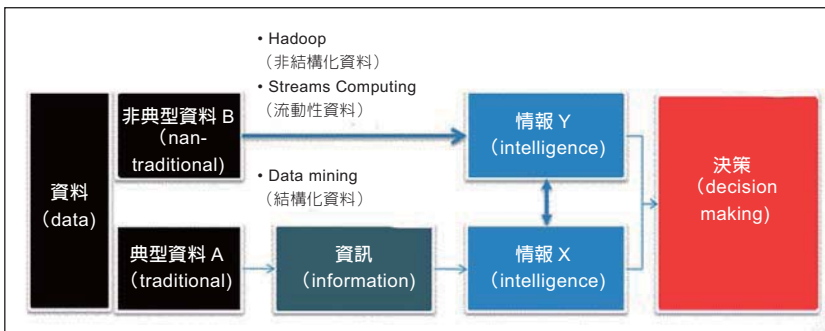 • Hadoop
（非結構化資料）
• Streams Computing
（流動性資料）
非典型資料 B
（nan-
traditional)
情報 Y
（intelligence)
決策
（decision
making)
資料
（data)
• Data mining
（結構化資料）
典型資料 A
（traditional)
資訊
（information)
情報 X
（intelligence)